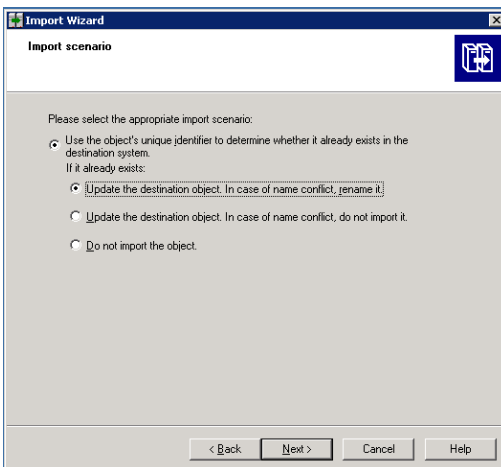 Import Wizard
Import scenario
Please select the appropriate import scenario:
Use the object's unique identifier to determine whether it already exists in the
destination system.
If it already exists:
Update the destination object. In case of name conflict, rename it.
Update the destination object. In case of name conflict, do not import it.
Do not import the object.
< Back
Next >
Cancel
Help